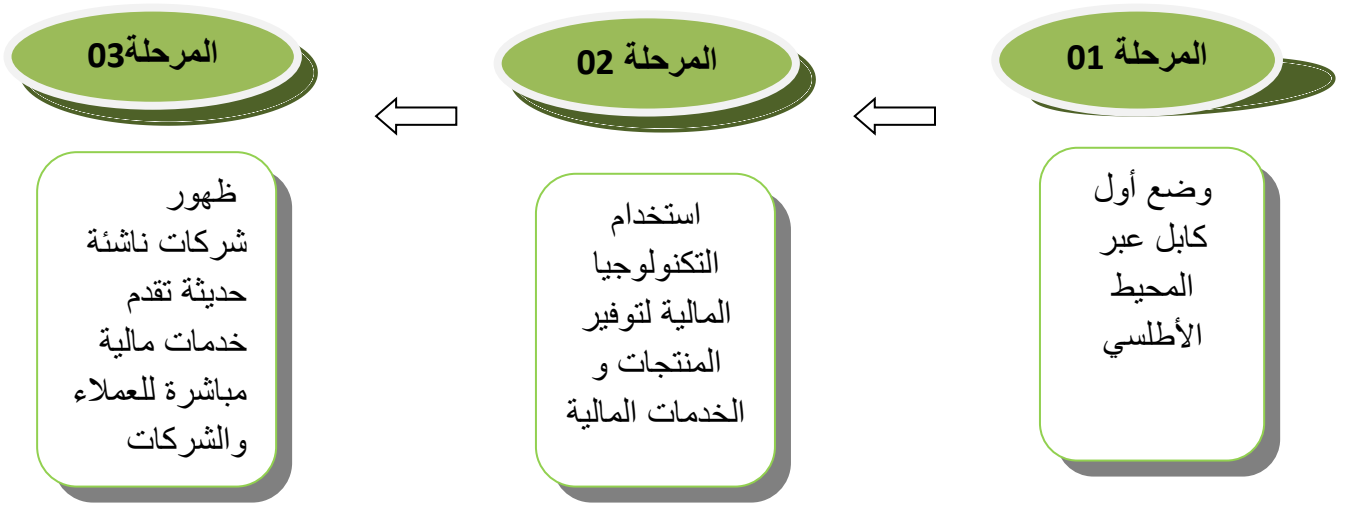 المرحلة 01
وضع أول
كابل عبر
المحيط
الأطلسي
المرحلة 02
استخدام
التكنولوجيا
المالية لتوفير
المنتجات و
الخدمات المالية
المرحلة03
ظهور
شركات ناشئة
حديثة تقدم
خدمات مالية
مباشرة للعملاء
والشركات